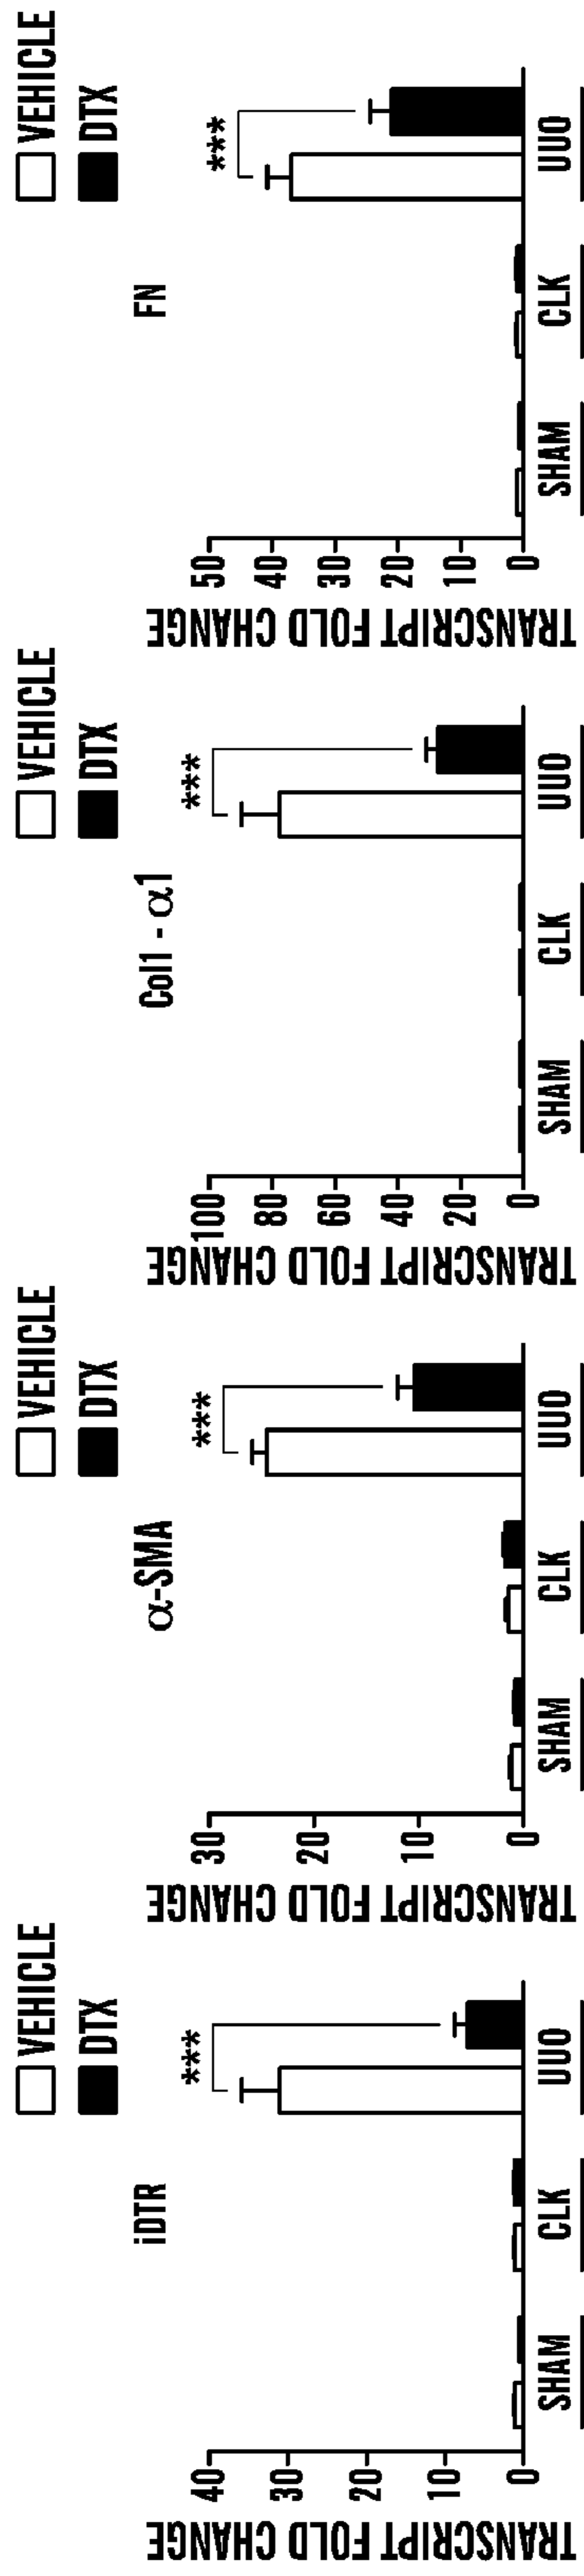 VEHICLE
DTX
iDTR
TRANSCRIPT FOLD CHANGE
40
30
20
10
0
***
SHAM
CLK
UUO
VEHICLE
DTX
α-SMA
TRANSCRIPT FOLD CHANGE
30
20
10
0
***
SHAM
CLK
UUO
VEHICLE
DTX
Col1 - α1
TRANSCRIPT FOLD CHANGE
100
80
60
40
20
0
***
SHAM
CLK
UUO
VEHICLE
DTX
FN
TRANSCRIPT FOLD CHANGE
50
40
30
20
10
0
***
SHAM
CLK
UUO